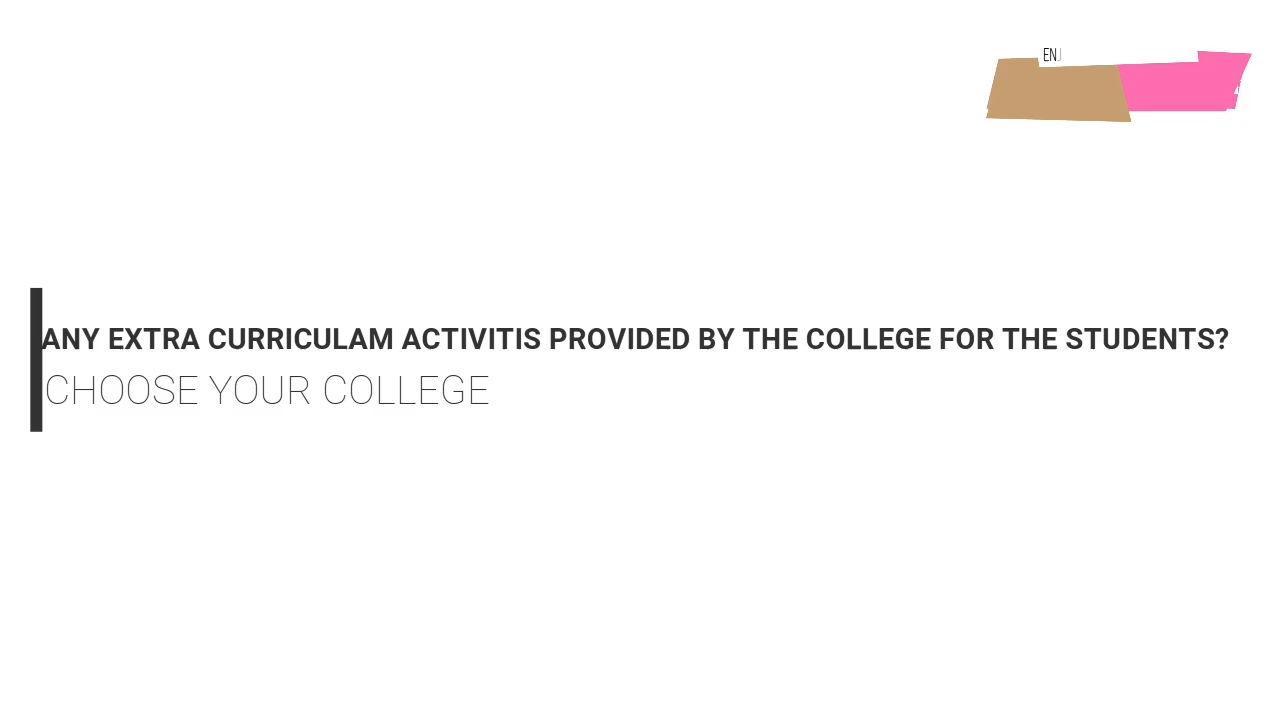 EN
ANY EXTRA CURRICULAM ACTIVITIS PROVIDED BY THE COLLEGE FOR THE STUDENTS?
CHOOSE YOUR COLLEGE